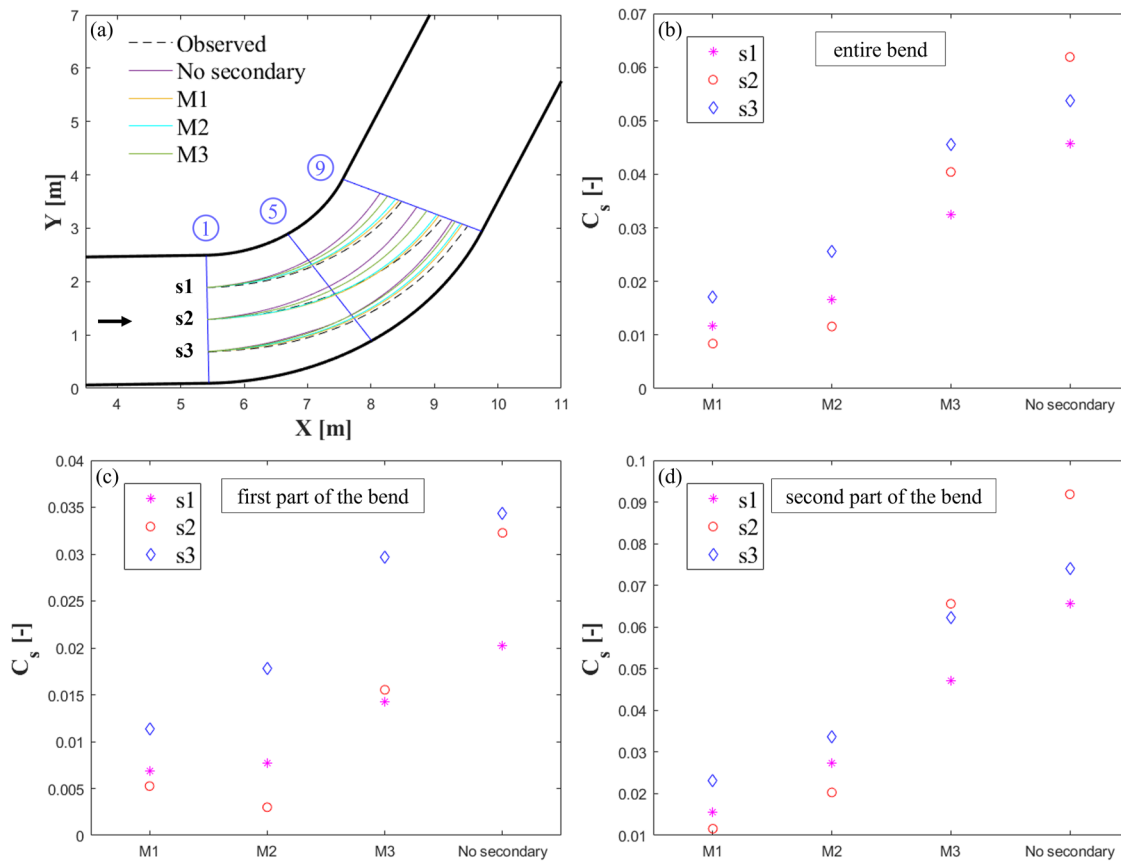 (a)
Observed
No secondary
M1
M2
M3
1
5
9
s1
s2
s3
7
6
5
4
3
2
1
0
Y [m]
4
5
6
7
8
9
10
11
X [m]
(b)
s1
s2
s3
entire bend
0.07
0.06
0.05
0.04
0.03
0.02
0.01
0
C_s [-]
M1
M2
M3
No secondary
(c)
s1
s2
s3
first part of the bend
0.04
0.035
0.03
0.025
0.02
0.015
0.01
0.005
0
C_s [-]
M1
M2
M3
No secondary
(d)
s1
s2
s3
second part of the bend
0.1
0.09
0.08
0.07
0.06
0.05
0.04
0.03
0.02
0.01
C_s [-]
M1
M2
M3
No secondary